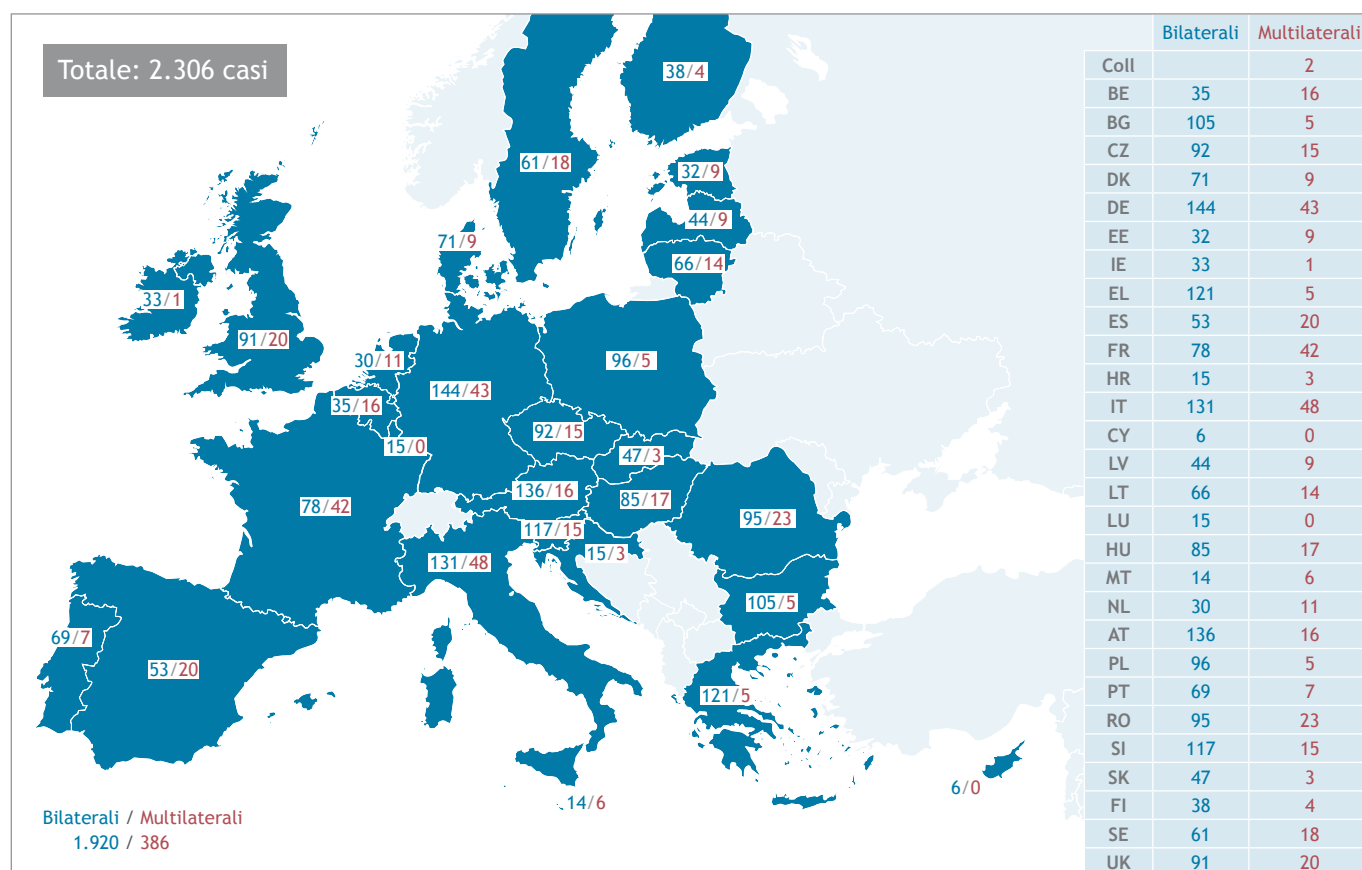 Totale: 2.306 casi
38/4
61/18
32/9
44/9
71/9
66/14
33/1
91/20
30/11
96/5
144/43
35/16
92/15
15/0
47/3
136/16
85/17
78/42
95/23
117/15
15/3
131/48
105/5
69/7
53/20
121/5
6/0
14/6
Bilaterali / Multilaterali
1.920 / 386
Bilaterali Multilaterali
Coll 2
BE 35 16
BG 105 5
CZ 92 15
DK 71 9
DE 144 43
EE 32 9
IE 33 1
EL 121 5
ES 53 20
FR 78 42
HR 15 3
IT 131 48
CY 6 0
LV 44 9
LT 66 14
LU 15 0
HU 85 17
MT 14 6
NL 30 11
AT 136 16
PL 96 5
PT 69 7
RO 95 23
SI 117 15
SK 47 3
FI 38 4
SE 61 18
UK 91 20